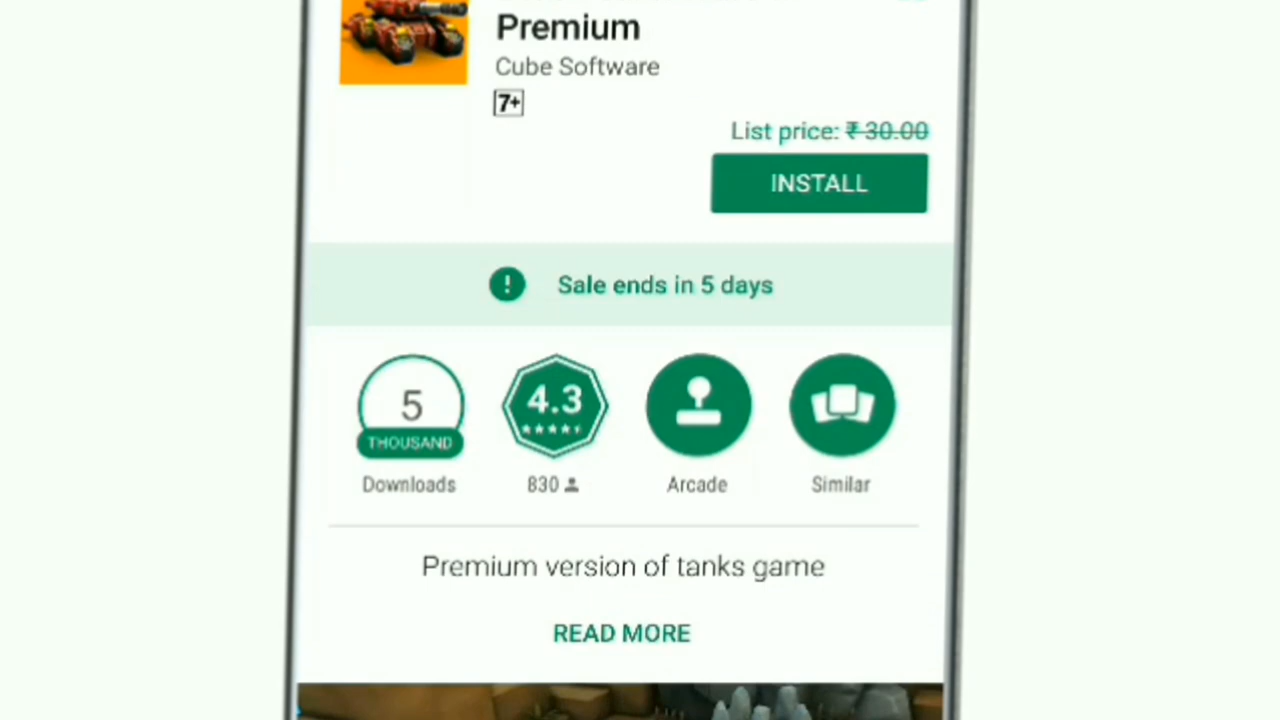 Premium
Cube Software
7+
List price: ₹ 30.00
INSTALL
! Sale ends in 5 days
5
THOUSAND
4.3
Downloads
830
Arcade
Similar
Premium version of tanks game
READ MORE